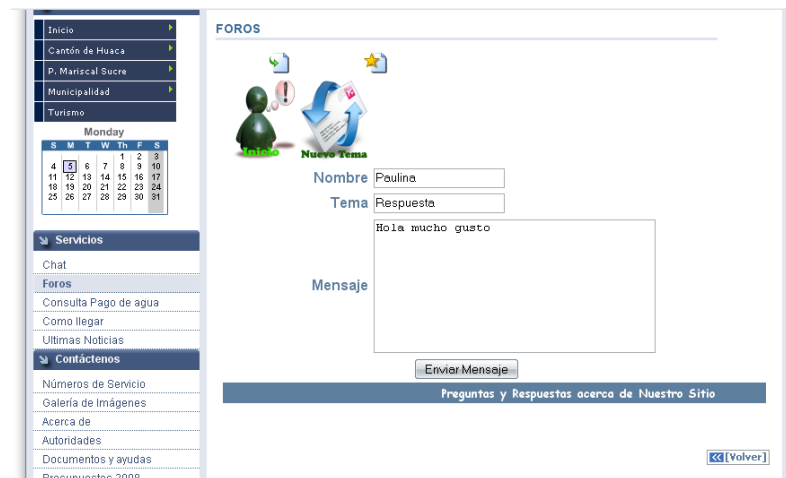 Inicio
Cantón de Huaca
P. Mariscal Sucre
Municipalidad
Turismo
Monday
S M T W Th F S
1 2 3
4 5 6 7 8 9 10
11 12 13 14 15 16 17
18 19 20 21 22 23 24
25 26 27 28 29 30 31
Servicios
Chat
Foros
Consulta Pago de agua
Como llegar
Ultimas Noticias
Contáctenos
Números de Servicio
Galería de Imágenes
Acerca de
Autoridades
Documentos y ayudas
Presupuestos 2008
FOROS
Inicio
Nuevo Tema
Nombre Paulina
Tema Respuesta
Mensaje
Hola mucho gusto
Enviar Mensaje
Preguntas y Respuestas acerca de Nuestro Sitio
[Volver]